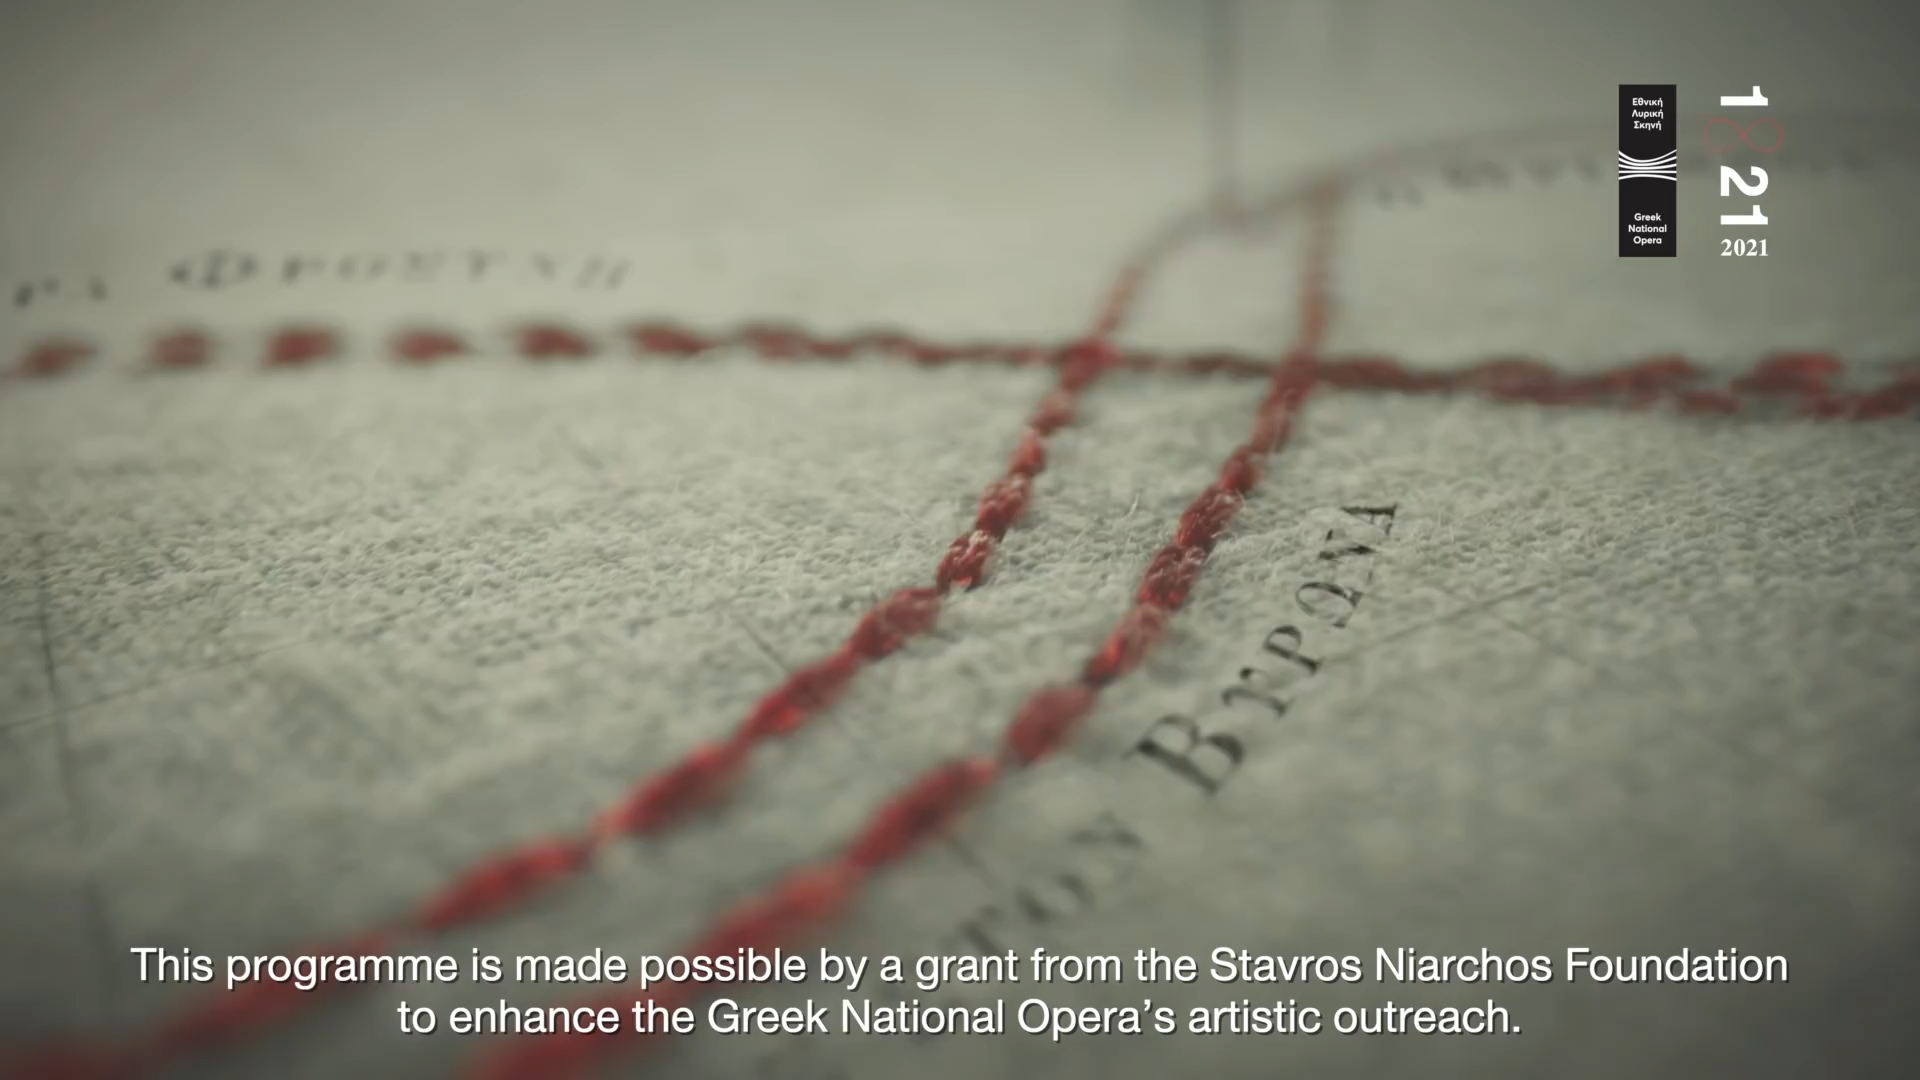 Εθνική
Λυρική
Σκηνή
Greek
National
Opera
1821
2021
ΤΟΝ ΒΥΡΩΝΑ
This programme is made possible by a grant from the Stavros Niarchos Foundation
to enhance the Greek National Opera’s artistic outreach.